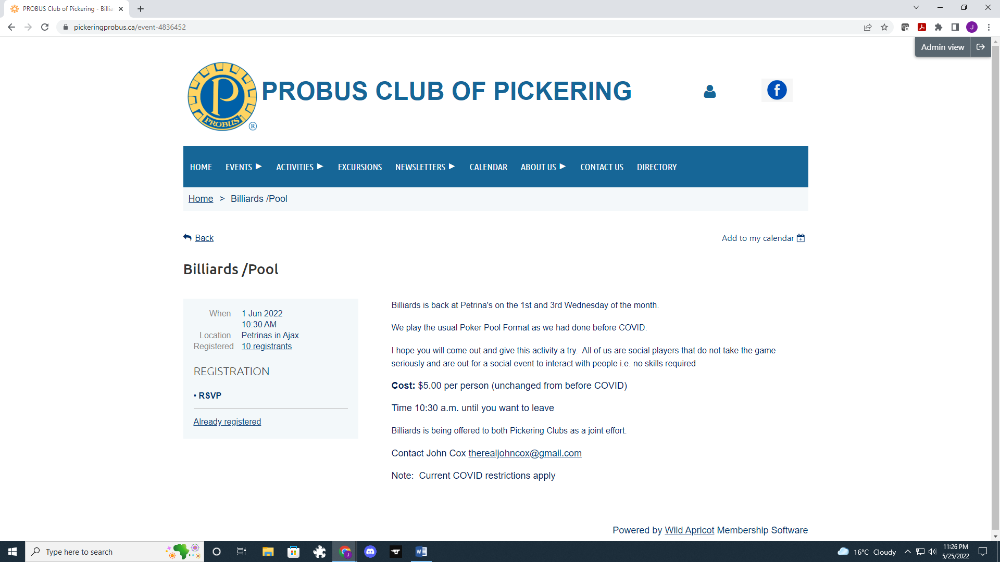 PROBUS Club of Pickering - Billia
pickeringprobus.ca/event-4836452
J
Admin view
P
PROBUS
®
PROBUS CLUB OF PICKERING
f
HOME EVENTS ACTIVITIES EXCURSIONS NEWSLETTERS CALENDAR ABOUT US CONTACT US DIRECTORY
Home > Billiards /Pool
Back
Add to my calendar
Billiards /Pool
When 1 Jun 2022
10:30 AM
Location Petrinas in Ajax
Registered 10 registrants
REGISTRATION
• RSVP
Already registered
Billiards is back at Petrina's on the 1st and 3rd Wednesday of the month.
We play the usual Poker Pool Format as we had done before COVID.
I hope you will come out and give this activity a try.  All of us are social players that do not take the game
seriously and are out for a social event to interact with people i.e. no skills required
Cost: $5.00 per person (unchanged from before COVID)
Time 10:30 a.m. until you want to leave
Billiards is being offered to both Pickering Clubs as a joint effort.
Contact John Cox therealjohncox@gmail.com
Note:  Current COVID restrictions apply
Powered by Wild Apricot Membership Software
Type here to search
J
W
16°C Cloudy
11:26 PM
5/25/2022